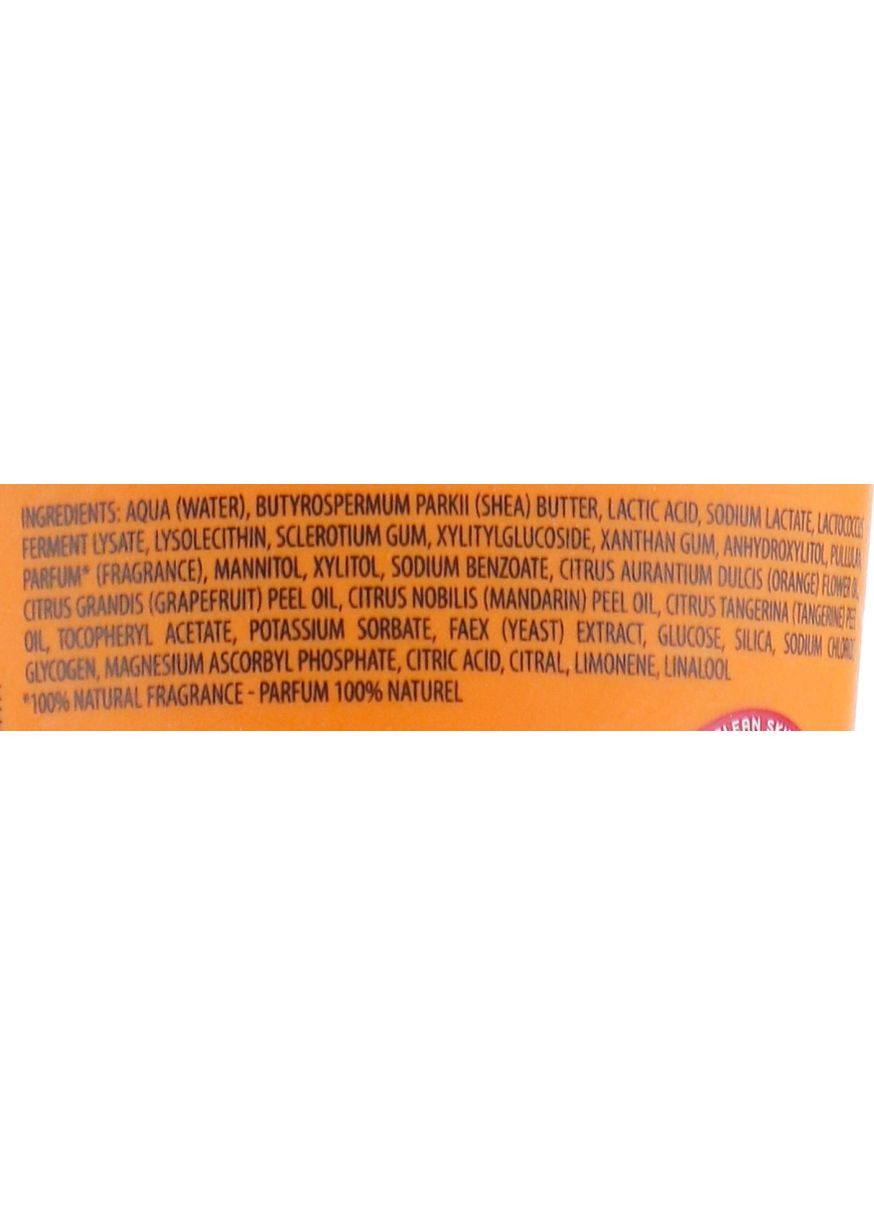 INGREDIENTS: AQUA (WATER), BUTYROSPERMUM PARKII (SHEA) BUTTER, LACTIC ACID, SODIUM LACTATE, LACTOCOCCUS
FERMENT LYSATE, LYSOLECITHIN, SCLEROTIUM GUM, XYLITYLGLUCOSIDE, XANTHAN GUM, ANHYDROXYLITOL, PULLULAN,
PARFUM* (FRAGRANCE), MANNITOL, XYLITOL, SODIUM BENZOATE, CITRUS AURANTIUM DULCIS (ORANGE) FLOWER
CITRUS GRANDIS (GRAPEFRUIT) PEEL OIL, CITRUS NOBILIS (MANDARIN) PEEL OIL, CITRUS TANGERINA (TANGERINE)
OIL, TOCOPHERYL ACETATE, POTASSIUM SORBATE, FAEX (YEAST) EXTRACT, GLUCOSE, SILICA, SODIUM CHLORIDE,
GLYCOGEN, MAGNESIUM ASCORBYL PHOSPHATE, CITRIC ACID, CITRAL, LIMONENE, LINALOOL
*100% NATURAL FRAGRANCE - PARFUM 100% NATUREL